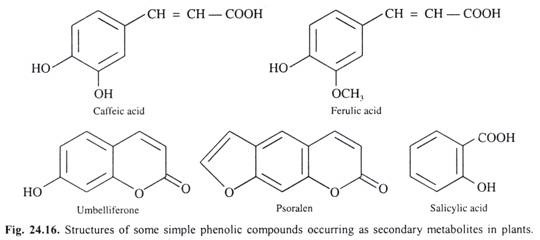 CH = CH — COOH
CH = CH — COOH
HO
OH
HO
OCH3
Caffeic acid
Ferulic acid
HO
O
O
O
O
O
COOH
OH
Umbelliferone
Psoralen
Salicylic acid
Fig. 24.16. Structures of some simple phenolic compounds occurring as secondary metabolites in plants.